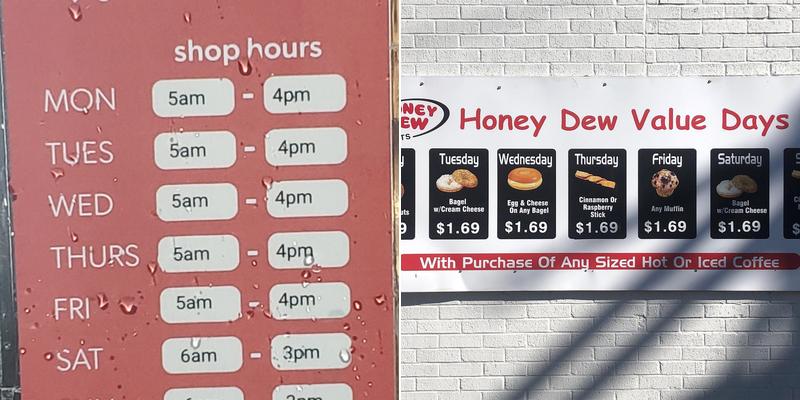 shop hours
MON 5am - 4pm
TUES 5am - 4pm
WED 5am - 4pm
THURS 5am - 4pm
FRI 5am - 4pm
SAT 6am - 3pm
Honey Dew Value Days
Tuesday
Bagel
w/Cream Cheese
$1.69
Wednesday
Egg & Cheese
On Any Bagel
$1.69
Thursday
Cinnamon Or
Raspberry
Stick
$1.69
Friday
Any Muffin
$1.69
Saturday
Bagel
w/Cream Cheese
$1.69
With Purchase Of Any Sized Hot Or Iced Coffee